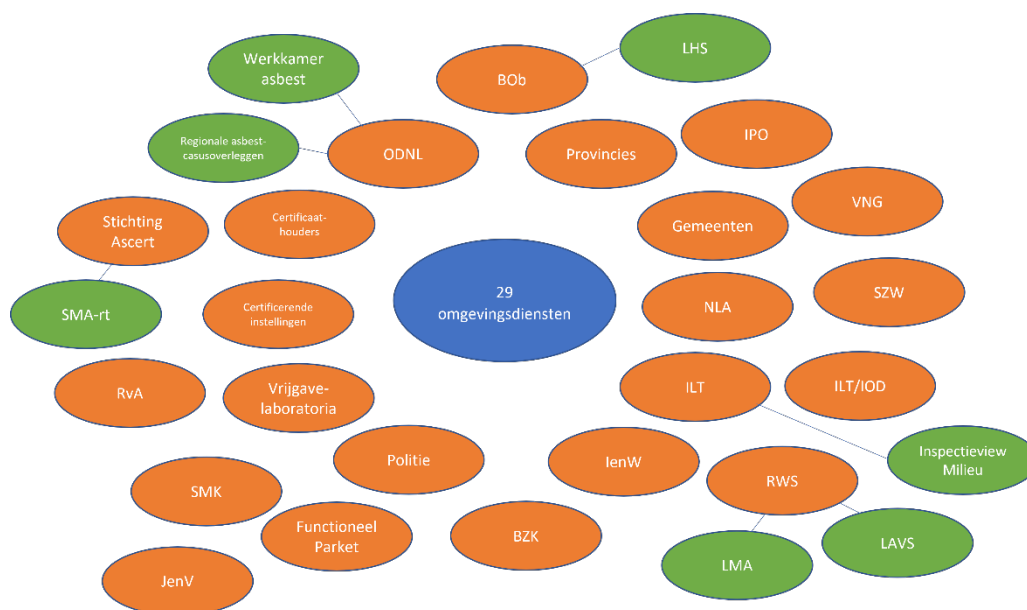 LHS
Werkkamer
asbest
BOb
IPO
Regionale asbest-
casusoverleggen
ODNL
Provincies
VNG
Stichting
Ascert
Certificaat-
houders
Gemeenten
29
omgevingsdiensten
SZW
SMA-rt
Certificerende
instellingen
NLA
RvA
Vrijgave-
laboratoria
ILT
ILT/IOD
Politie
IenW
Inspectieview
Milieu
SMK
RWS
Functioneel
Parket
BZK
LAVS
LMA
JenV